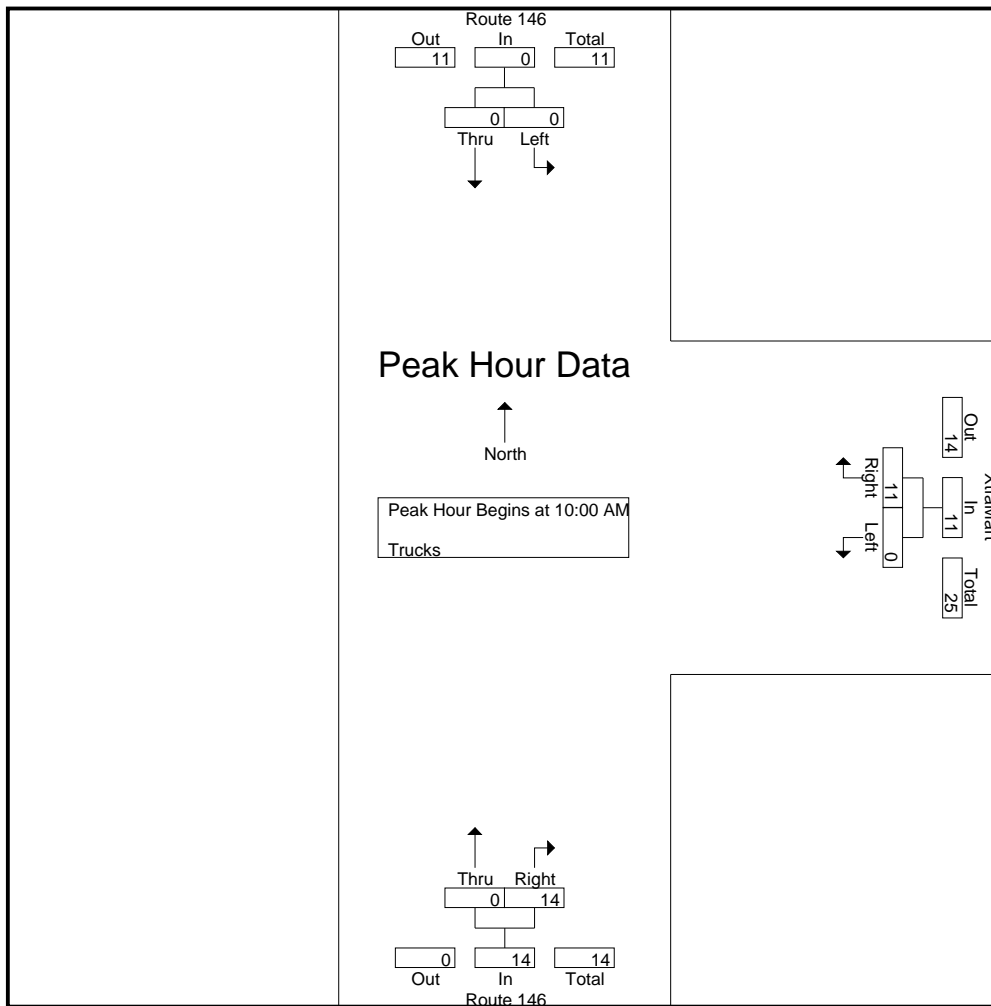 Route 146
Out In Total
11 0 11
0 0
Thru Left
Peak Hour Data
North
Peak Hour Begins at 10:00 AM
Trucks
Out
14
In
11
Total
25
Right
11
Left
0
Thru Right
0 14
0 14 14
Out In Total
Route 146